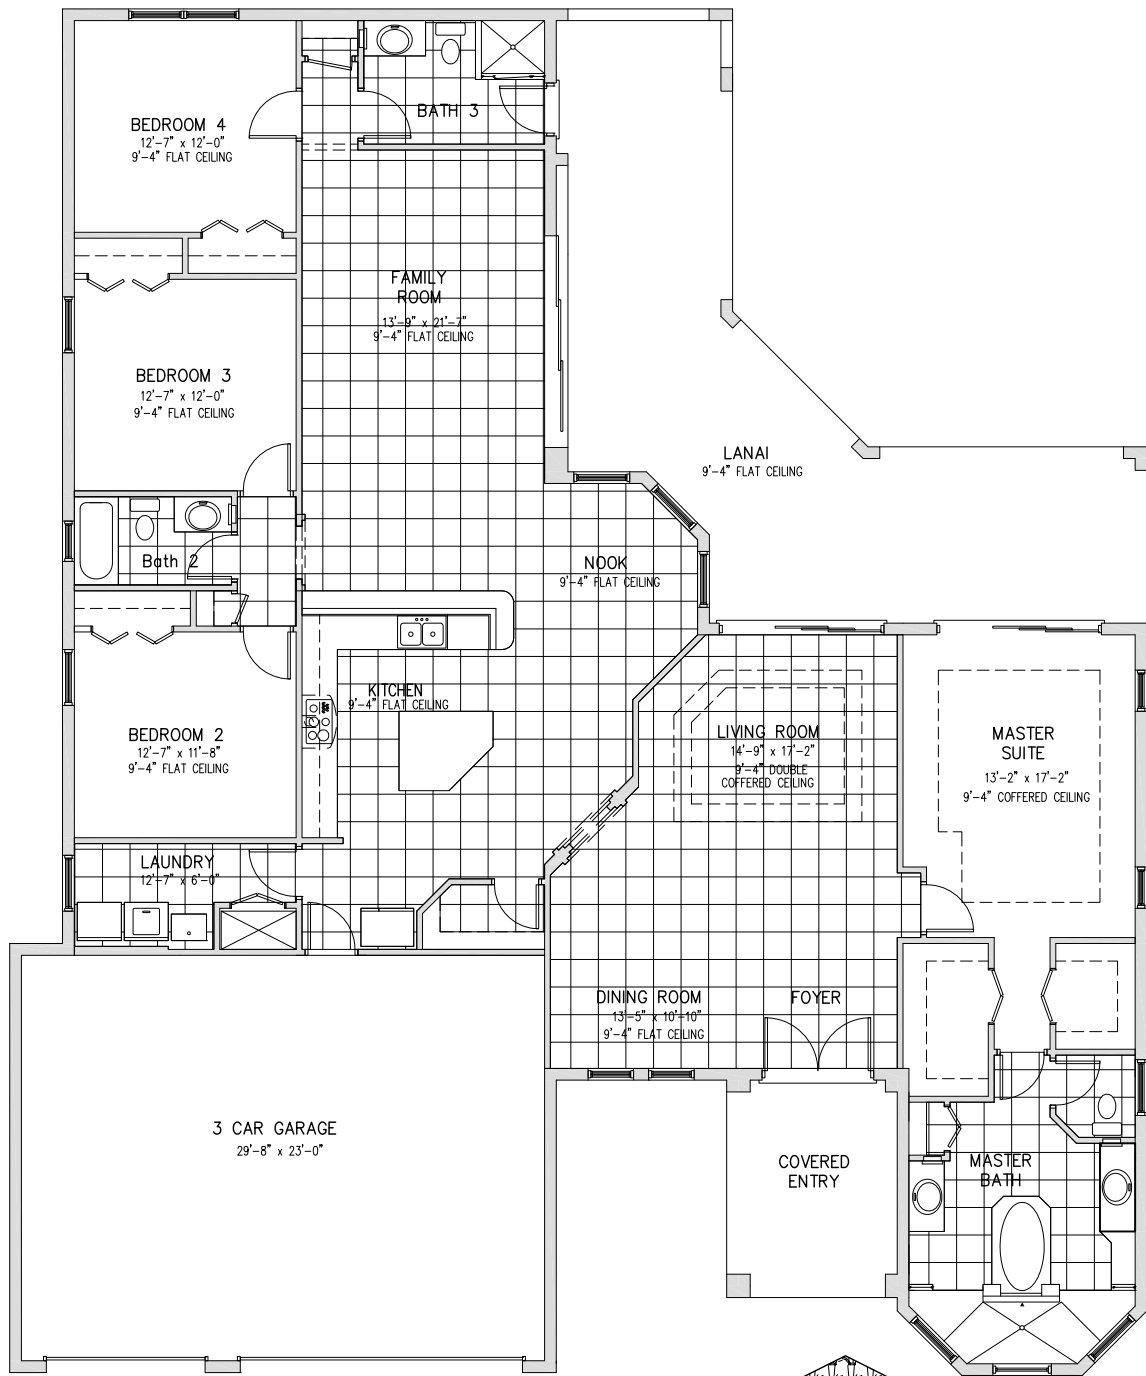 BATH 3
BEDROOM 4
12'-7" x 12'-0"
9'-4" FLAT CEILING
FAMILY
ROOM
13'-9" x 21'-7"
9'-4" FLAT CEILING
BEDROOM 3
12'-7" x 12'-0"
9'-4" FLAT CEILING
LANAI
9'-4" FLAT CEILING
Bath 2
NOOK
9'-4" FLAT CEILING
KITCHEN
9'-4" FLAT CEILING
BEDROOM 2
12'-7" x 11'-8"
9'-4" FLAT CEILING
LIVING ROOM
14'-9" x 17'-2"
9'-4" DOUBLE
COFFERED CEILING
MASTER
SUITE
13'-2" x 17'-2"
9'-4" COFFERED CEILING
LAUNDRY
12'-7" x 6'-0"
DINING ROOM
13'-5" x 10'-10"
9'-4" FLAT CEILING
FOYER
3 CAR GARAGE
29'-8" x 23'-0"
COVERED
ENTRY
MASTER
BATH